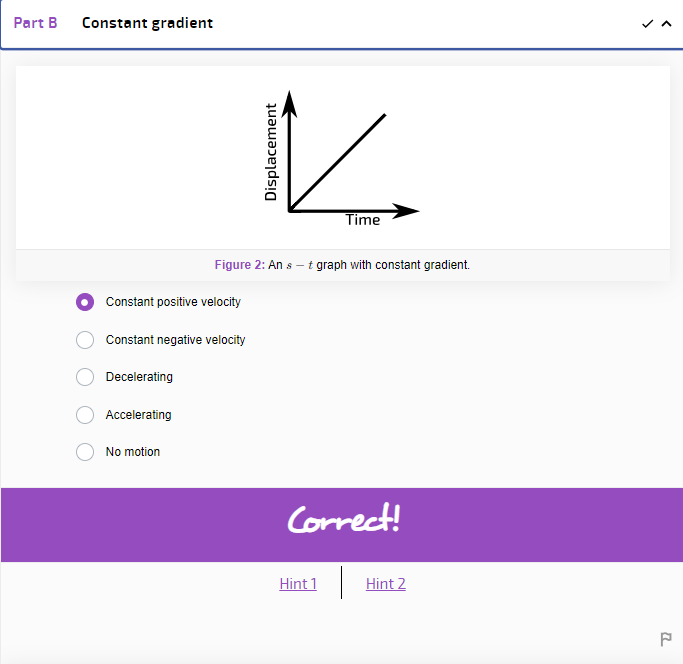 Part B Constant gradient
Displacement
Time
Figure 2: An s − t graph with constant gradient.
Constant positive velocity
Constant negative velocity
Decelerating
Accelerating
No motion
Correct!
Hint 1 Hint 2